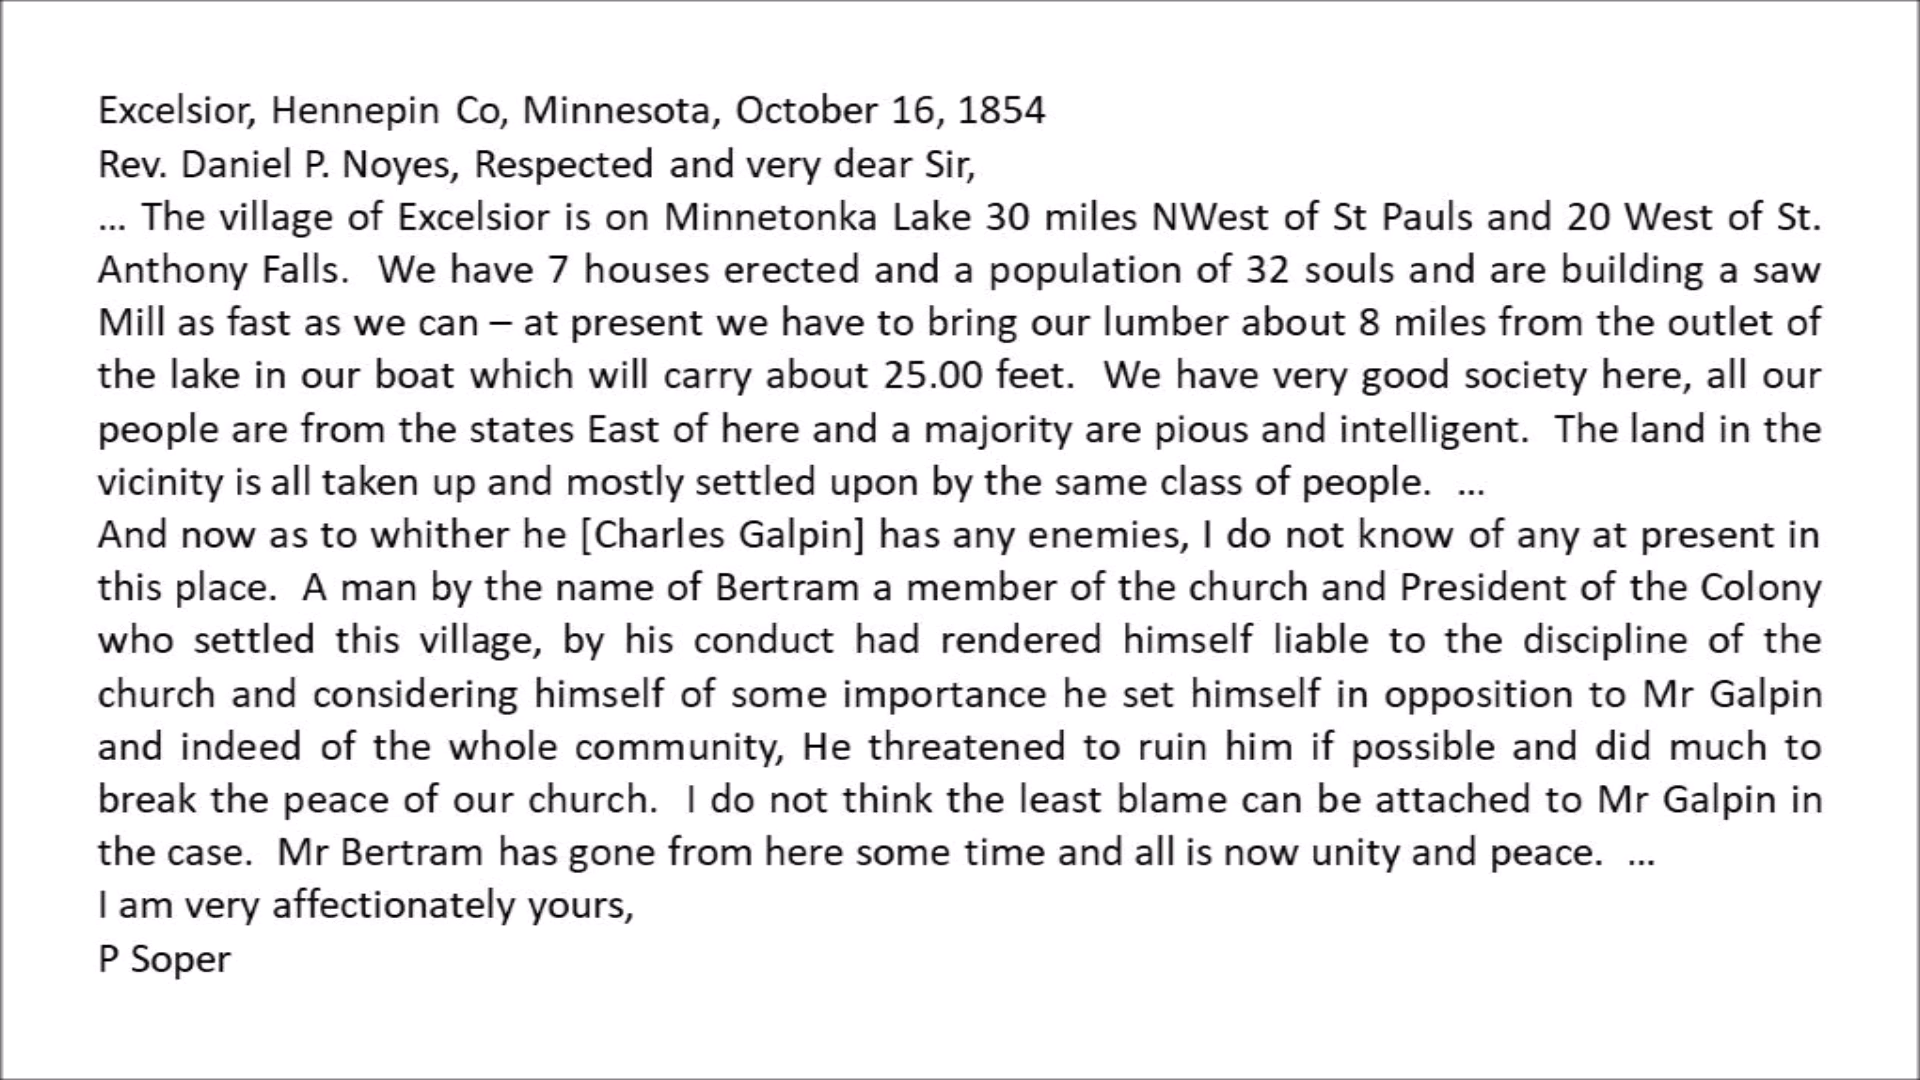 Excelsior, Hennepin Co, Minnesota, October 16, 1854
Rev. Daniel P. Noyes, Respected and very dear Sir,
… The village of Excelsior is on Minnetonka Lake 30 miles NWest of St Pauls and 20 West of St.
Anthony Falls.  We have 7 houses erected and a population of 32 souls and are building a saw
Mill as fast as we can – at present we have to bring our lumber about 8 miles from the outlet of
the lake in our boat which will carry about 25.00 feet.  We have very good society here, all our
people are from the states East of here and a majority are pious and intelligent.  The land in the
vicinity is all taken up and mostly settled upon by the same class of people.  …
And now as to whither he [Charles Galpin] has any enemies, I do not know of any at present in
this place.  A man by the name of Bertram a member of the church and President of the Colony
who settled this village, by his conduct had rendered himself liable to the discipline of the
church and considering himself of some importance he set himself in opposition to Mr Galpin
and indeed of the whole community, He threatened to ruin him if possible and did much to
break the peace of our church.  I do not think the least blame can be attached to Mr Galpin in
the case.  Mr Bertram has gone from here some time and all is now unity and peace.  …
I am very affectionately yours,
P Soper